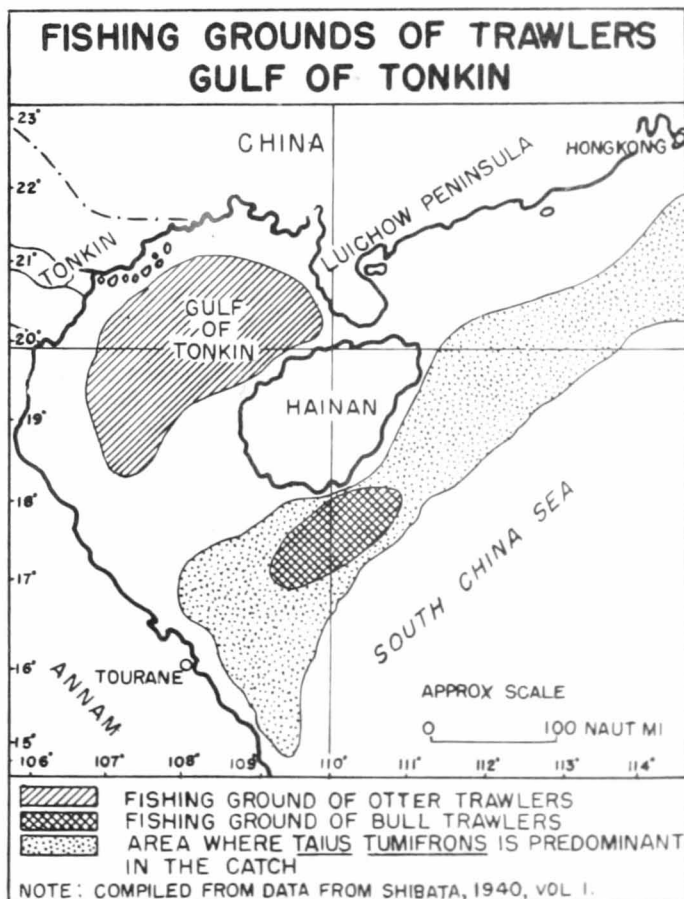 FISHING GROUNDS OF TRAWLERS
GULF OF TONKIN
23°
CHINA
HONGKONG
22°
LUICHOW PENINSULA
21°
TONKIN
GULF
OF
TONKIN
20°
HAINAN
19°
18°
17°
SOUTH CHINA SEA
16°
TOURANE
ANNAM
APPROX SCALE
0 100 NAUT MI
15°
106° 107° 108° 109° 110° 111° 112° 113° 114°
FISHING GROUND OF OTTER TRAWLERS
FISHING GROUND OF BULL TRAWLERS
AREA WHERE TAIUS TUMIFRONS IS PREDOMINANT
IN THE CATCH
NOTE: COMPILED FROM DATA FROM SHIBATA, 1940, VOL 1.